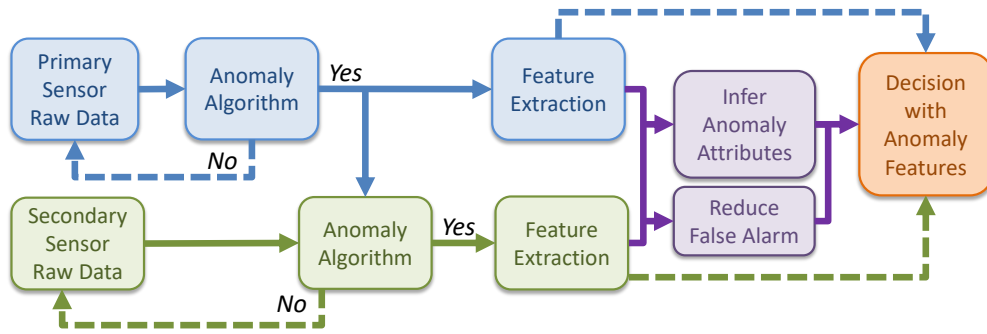 Primary
Sensor
Raw Data
Anomaly
Algorithm
Yes
No
Feature
Extraction
Infer
Anomaly
Attributes
Decision
with
Anomaly
Features
Secondary
Sensor
Raw Data
Anomaly
Algorithm
Yes
No
Feature
Extraction
Reduce
False Alarm